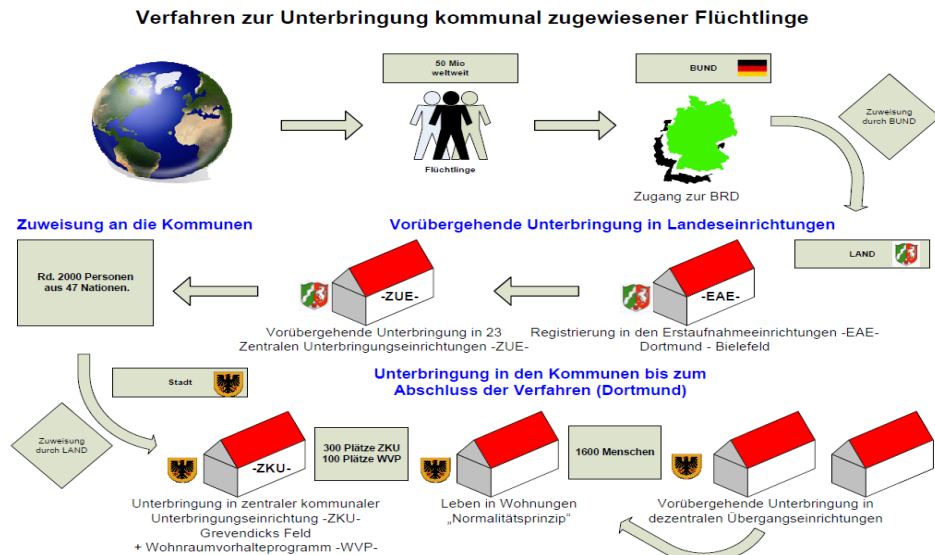 Verfahren zur Unterbringung kommunal zugewiesener Flüchtlinge
50 Mio
weltweit
Flüchtlinge
BUND
Zugang zur BRD
Zuweisung
durch BUND
Zuweisung an die Kommunen
Vorübergehende Unterbringung in Landeseinrichtungen
LAND
Rd. 2000 Personen
aus 47 Nationen.
-ZUE-
Vorübergehende Unterbringung in 23
Zentralen Unterbringungseinrichtungen -ZUE-
-EAE-
Registrierung in den Erstaufnahmeeinrichtungen -EAE-
Dortmund - Bielefeld
Unterbringung in den Kommunen bis zum
Abschluss der Verfahren (Dortmund)
Stadt
Zuweisung
durch LAND
-ZKU-
Unterbringung in zentraler kommunaler
Unterbringungseinrichtung -ZKU-
Grevendicks Feld
+ Wohnraumvorhalteprogramm -WVP-
300 Plätze ZKU
100 Plätze WVP
Leben in Wohnungen
„Normalitätsprinzip“
1600 Menschen
Vorübergehende Unterbringung in
dezentralen Übergangseinrichtungen